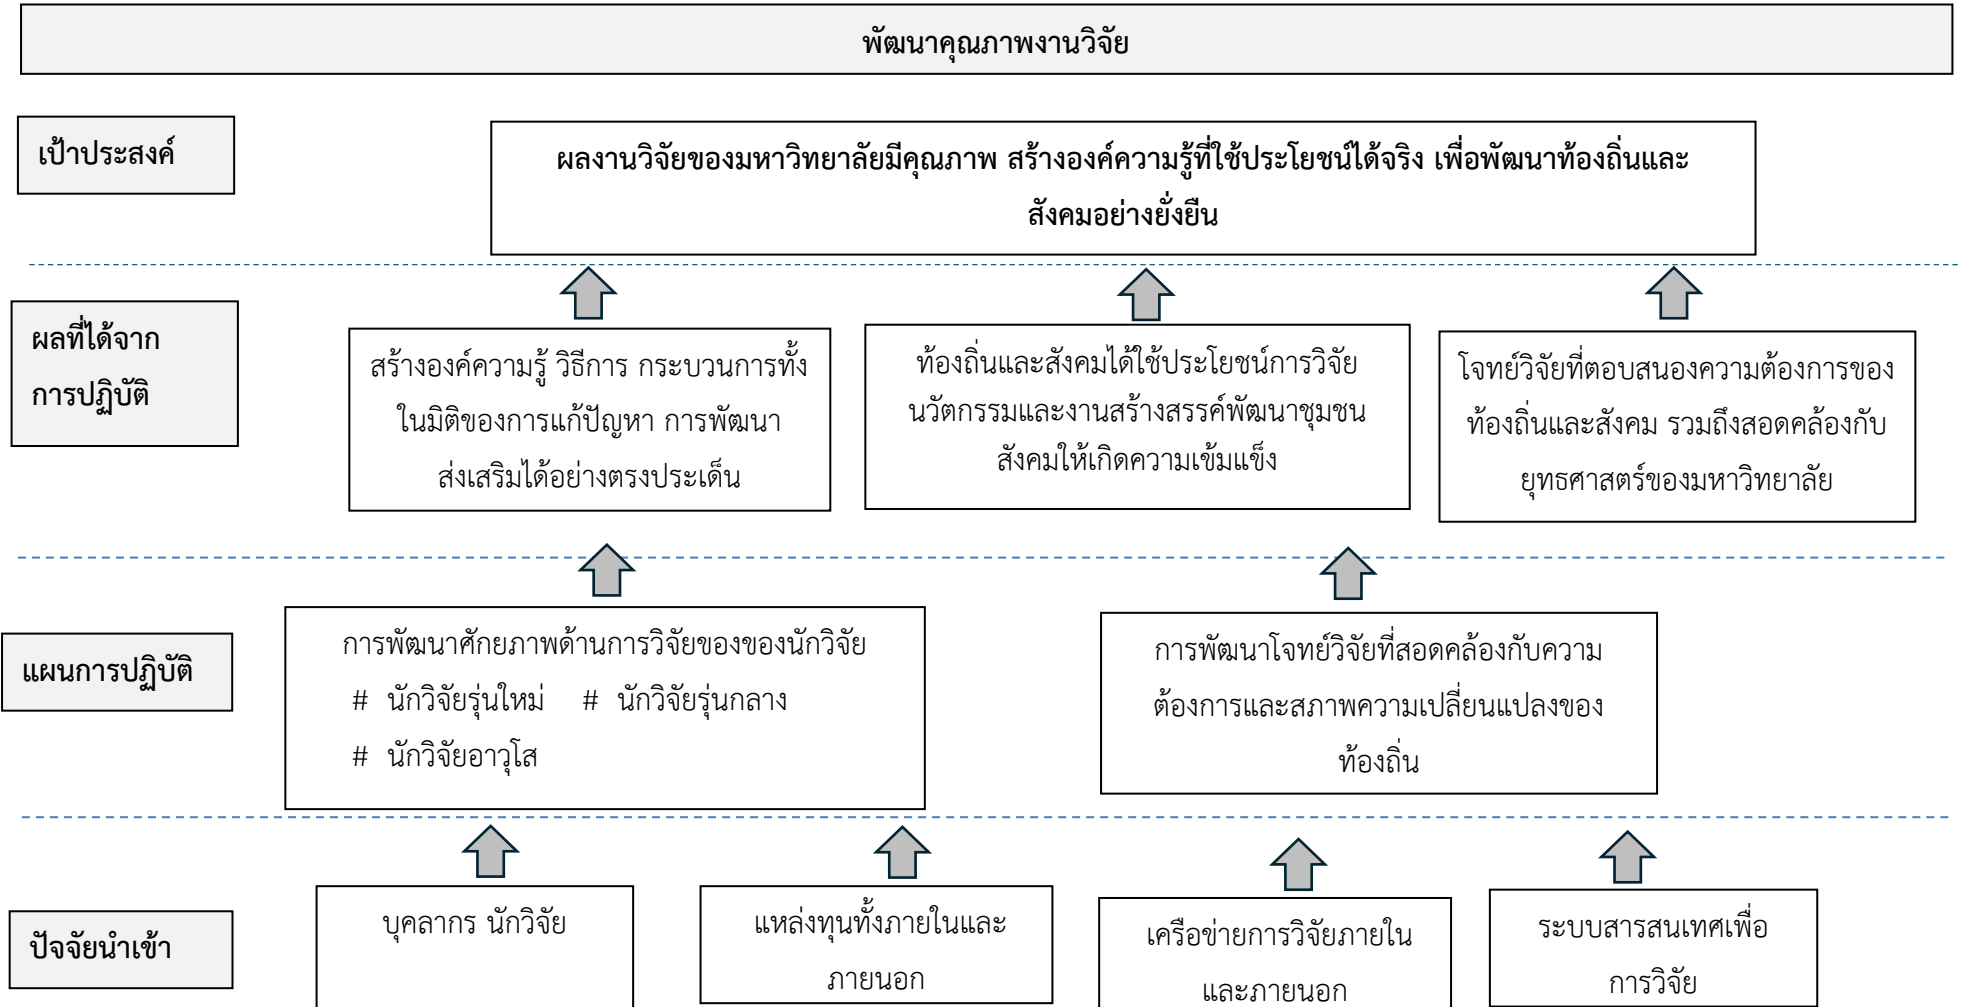 พัฒนาคุณภาพงานวิจัย
เป้าประสงค์
ผลงานวิจัยของมหาวิทยาลัยมีคุณภาพ สร้างองค์ความรู้ที่ใช้ประโยชน์ได้จริง เพื่อพัฒนาท้องถิ่นและ
สังคมอย่างยั่งยืน
ผลที่ได้จาก
การปฏิบัติ
สร้างองค์ความรู้ วิธีการ กระบวนการทั้ง
ในมิติของการแก้ปัญหา การพัฒนา
ส่งเสริมได้อย่างตรงประเด็น
ท้องถิ่นและสังคมได้ใช้ประโยชน์การวิจัย
นวัตกรรมและงานสร้างสรรค์พัฒนาชุมชน
สังคมให้เกิดความเข้มแข็ง
โจทย์วิจัยที่ตอบสนองความต้องการของ
ท้องถิ่นและสังคม รวมถึงสอดคล้องกับ
ยุทธศาสตร์ของมหาวิทยาลัย
แผนการปฏิบัติ
การพัฒนาศักยภาพด้านการวิจัยของของนักวิจัย
# นักวิจัยรุ่นใหม่ # นักวิจัยรุ่นกลาง
# นักวิจัยอาวุโส
การพัฒนาโจทย์วิจัยที่สอดคล้องกับความ
ต้องการและสภาพความเปลี่ยนแปลงของ
ท้องถิ่น
ปัจจัยนำเข้า
บุคลากร นักวิจัย
แหล่งทุนทั้งภายในและ
ภายนอก
เครือข่ายการวิจัยภายใน
และภายนอก
ระบบสารสนเทศเพื่อ
การวิจัย